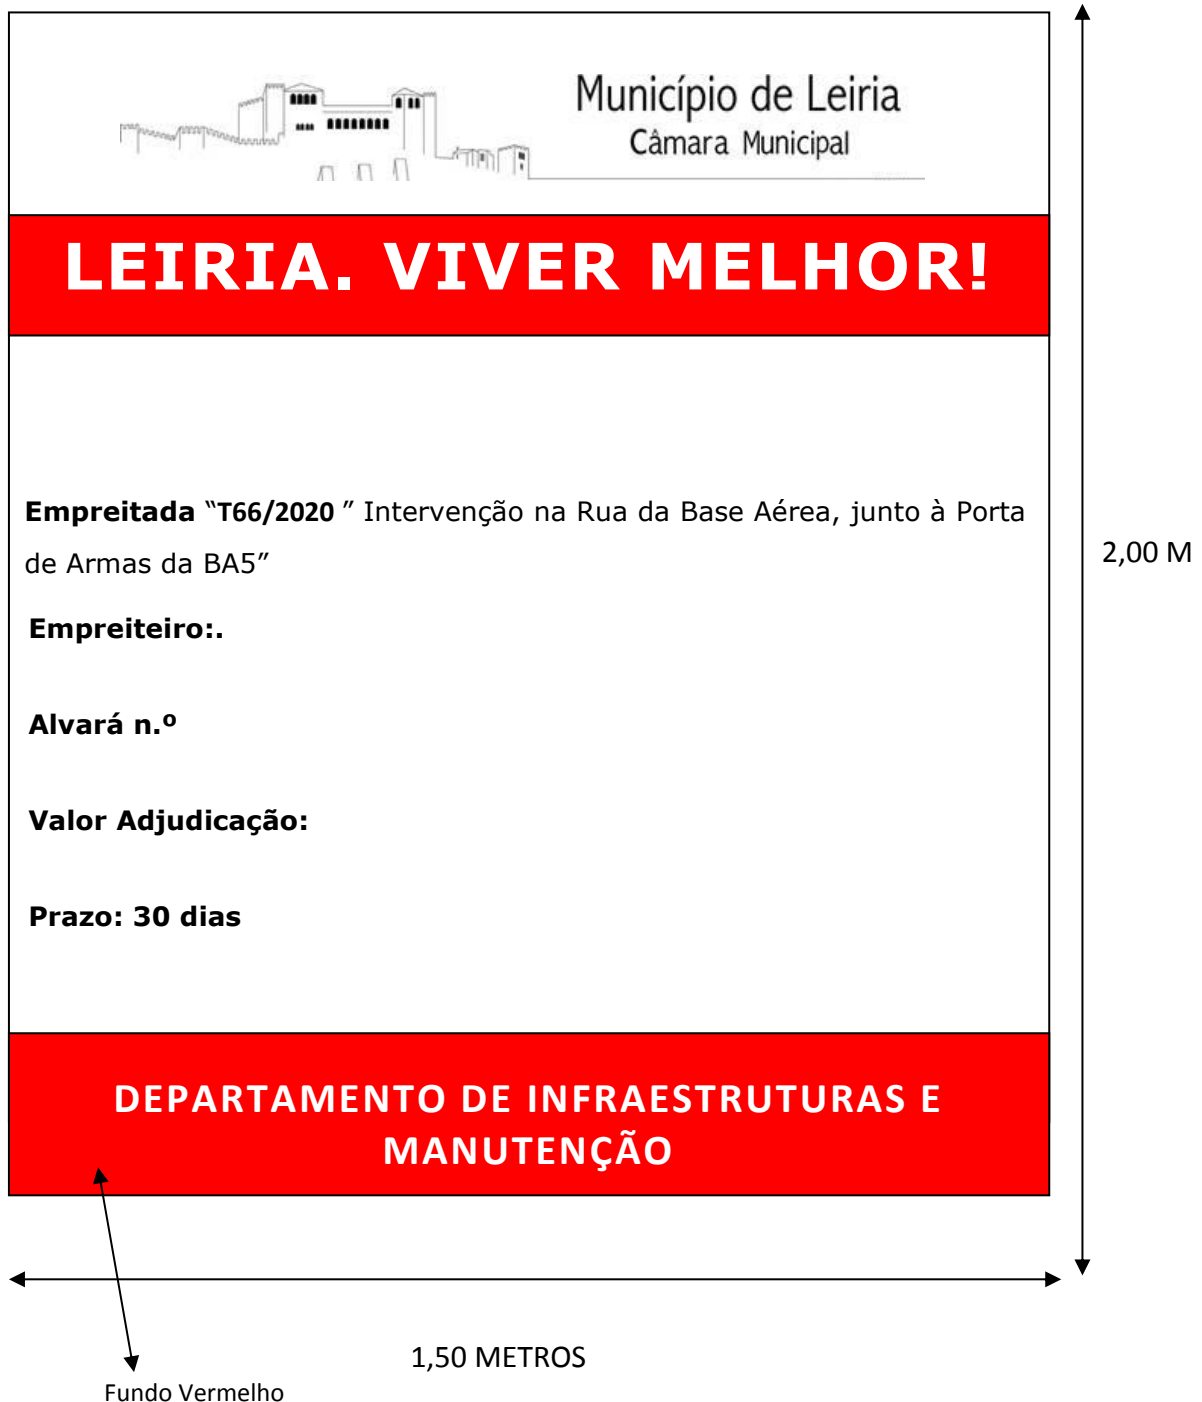 Município de Leiria
Câmara Municipal
LEIRIA. VIVER MELHOR!
Empreitada “T66/2020 ” Intervenção na Rua da Base Aérea, junto à Porta
de Armas da BA5”
Empreiteiro:.
Alvará n.º
Valor Adjudicação:
Prazo: 30 dias
2,00 M
DEPARTAMENTO DE INFRAESTRUTURAS E
MANUTENÇÃO
1,50 METROS
Fundo Vermelho